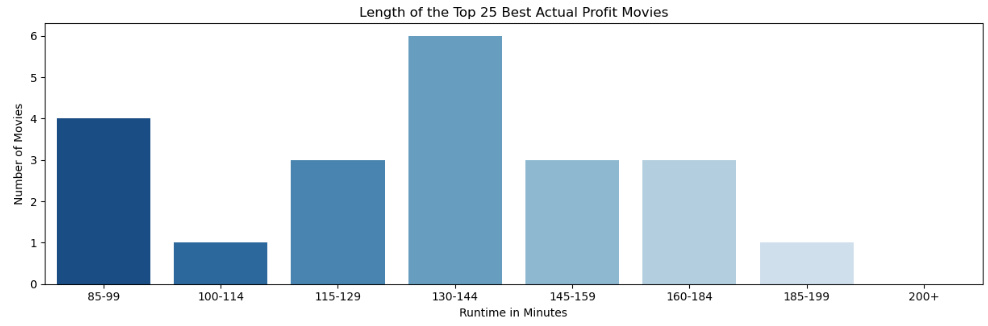 Length of the Top 25 Best Actual Profit Movies
Number of Movies
6
5
4
3
2
1
0
85-99 100-114 115-129 130-144 145-159 160-184 185-199 200+
Runtime in Minutes